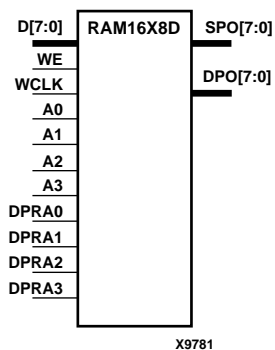 D[7:0] RAM16X8D SPO[7:0]
WE
WCLK DPO[7:0]
A0
A1
A2
A3
DPRA0
DPRA1
DPRA2
DPRA3
X9781